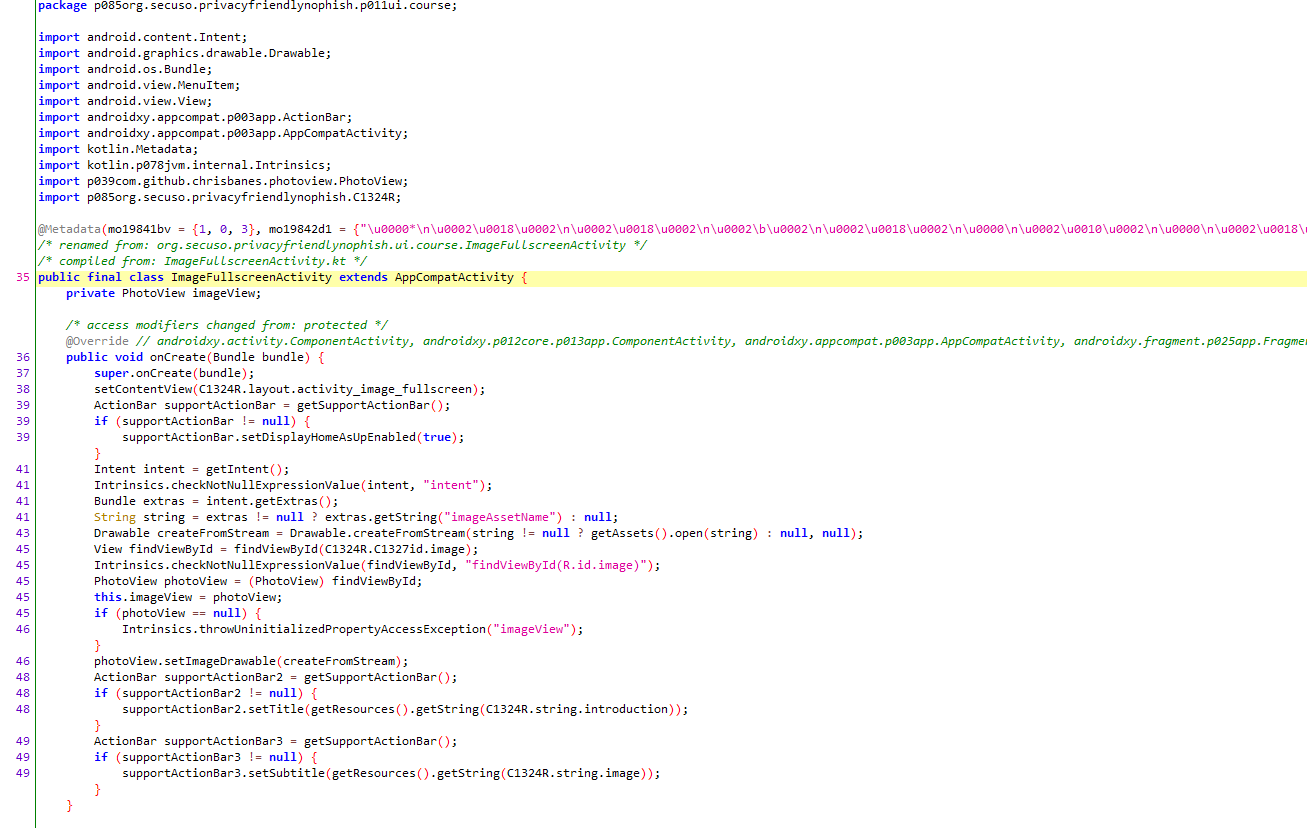 package p085org.secuso.privacyfriendlynophish.p011ui.course;
import android.content.Intent;
import android.graphics.drawable.Drawable;
import android.os.Bundle;
import android.view.MenuItem;
import android.view.View;
import androidxy.appcompat.p003app.ActionBar;
import androidxy.appcompat.p003app.AppCompatActivity;
import kotlin.Metadata;
import kotlin.p078jvm.internal.Intrinsics;
import p039com.github.chrisbanes.photoview.PhotoView;
import p085org.secuso.privacyfriendlynophish.C1324R;
@Metadata(mo19841bv = {1, 0, 3}, mo19842d1 = {"\u0000*\n\u0002\u0018\u0002\n\u0002\u0018\u0002\n\u0002\b\u0002\n\u0002\u0018\u0002\n\u0000\n\u0002\u0010\u0002\n\u0000\n\u0002\u0018\
/* renamed from: org.secuso.privacyfriendlynophish.ui.course.ImageFullscreenActivity */
/* compiled from: ImageFullscreenActivity.kt */
35 public final class ImageFullscreenActivity extends AppCompatActivity {
private PhotoView imageView;
/* access modifiers changed from: protected */
@Override // androidxy.activity.ComponentActivity, androidxy.p012core.p013app.ComponentActivity, androidxy.appcompat.p003app.AppCompatActivity, androidxy.fragment.p025app.Fragme
36 public void onCreate(Bundle bundle) {
37 super.onCreate(bundle);
38 setContentView(C1324R.layout.activity_image_fullscreen);
39 ActionBar supportActionBar = getSupportActionBar();
39 if (supportActionBar != null) {
39 supportActionBar.setDisplayHomeAsUpEnabled(true);
}
41 Intent intent = getIntent();
41 Intrinsics.checkNotNullExpressionValue(intent, "intent");
41 Bundle extras = intent.getExtras();
41 String string = extras != null ? extras.getString("imageAssetName") : null;
43 Drawable createFromStream = Drawable.createFromStream(string != null ? getAssets().open(string) : null, null);
45 View findViewById = findViewById(C1324R.C1327id.image);
45 Intrinsics.checkNotNullExpressionValue(findViewById, "findViewById(R.id.image)");
45 PhotoView photoView = (PhotoView) findViewById;
45 this.imageView = photoView;
45 if (photoView == null) {
46 Intrinsics.throwUninitializedPropertyAccessException("imageView");
}
46 photoView.setImageDrawable(createFromStream);
48 ActionBar supportActionBar2 = getSupportActionBar();
48 if (supportActionBar2 != null) {
48 supportActionBar2.setTitle(getResources().getString(C1324R.string.introduction));
}
49 ActionBar supportActionBar3 = getSupportActionBar();
49 if (supportActionBar3 != null) {
49 supportActionBar3.setSubtitle(getResources().getString(C1324R.string.image));
}
}